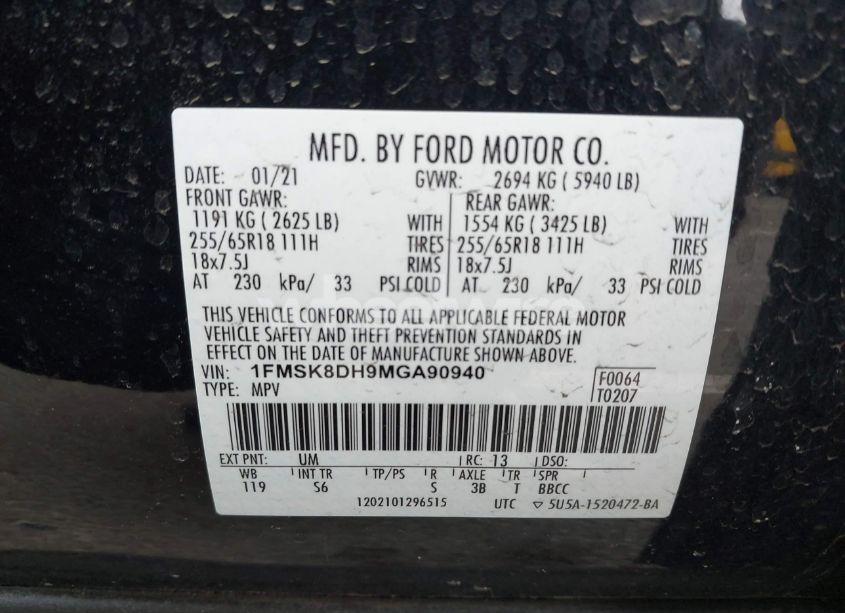 MFD. BY FORD MOTOR CO.
DATE: 01/21 GVWR: 2694 KG ( 5940 LB)
FRONT GAWR: REAR GAWR:
1191 KG ( 2625 LB) WITH 1554 KG ( 3425 LB) WITH
255/65R18 111H TIRES 255/65R18 111H TIRES
18x7.5J RIMS 18x7.5J RIMS
AT 230 kPa/ 33 PSI COLD AT 230 kPa/ 33 PSI COLD
THIS VEHICLE CONFORMS TO ALL APPLICABLE FEDERAL MOTOR
VEHICLE SAFETY AND THEFT PREVENTION STANDARDS IN
EFFECT ON THE DATE OF MANUFACTURE SHOWN ABOVE.
VIN: 1FMSK8DH9MGA90940 F0064
TYPE: MPV T0207
EXT PNT: UM RC: 13 DSO:
WB INT TR TP/PS R AXLE TR SPR
119 S6 S 3B T BBCC
1202101296515 UTC ▽ 5U5A-1520472-BA